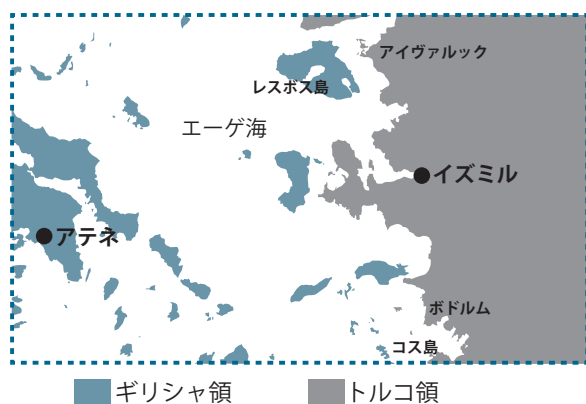 アイヴァルック
レスボス島
エーゲ海
イズミル
アテネ
ボドルム
コス島
ギリシャ領
トルコ領